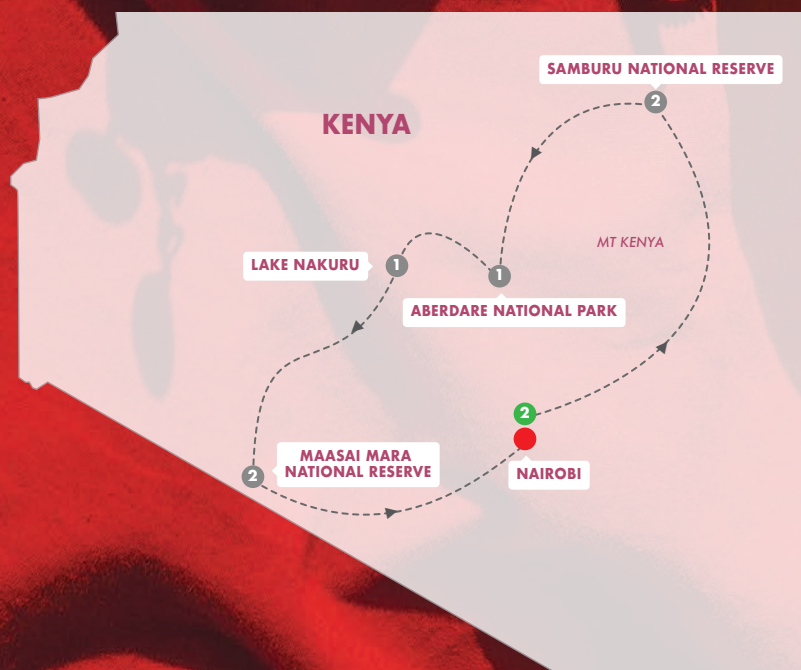 SAMBURU NATIONAL RESERVE
2
KENYA
MT KENYA
LAKE NAKURU
1
1
ABERDARE NATIONAL PARK
2
NAIROBI
MAASAI MARA
NATIONAL RESERVE
2